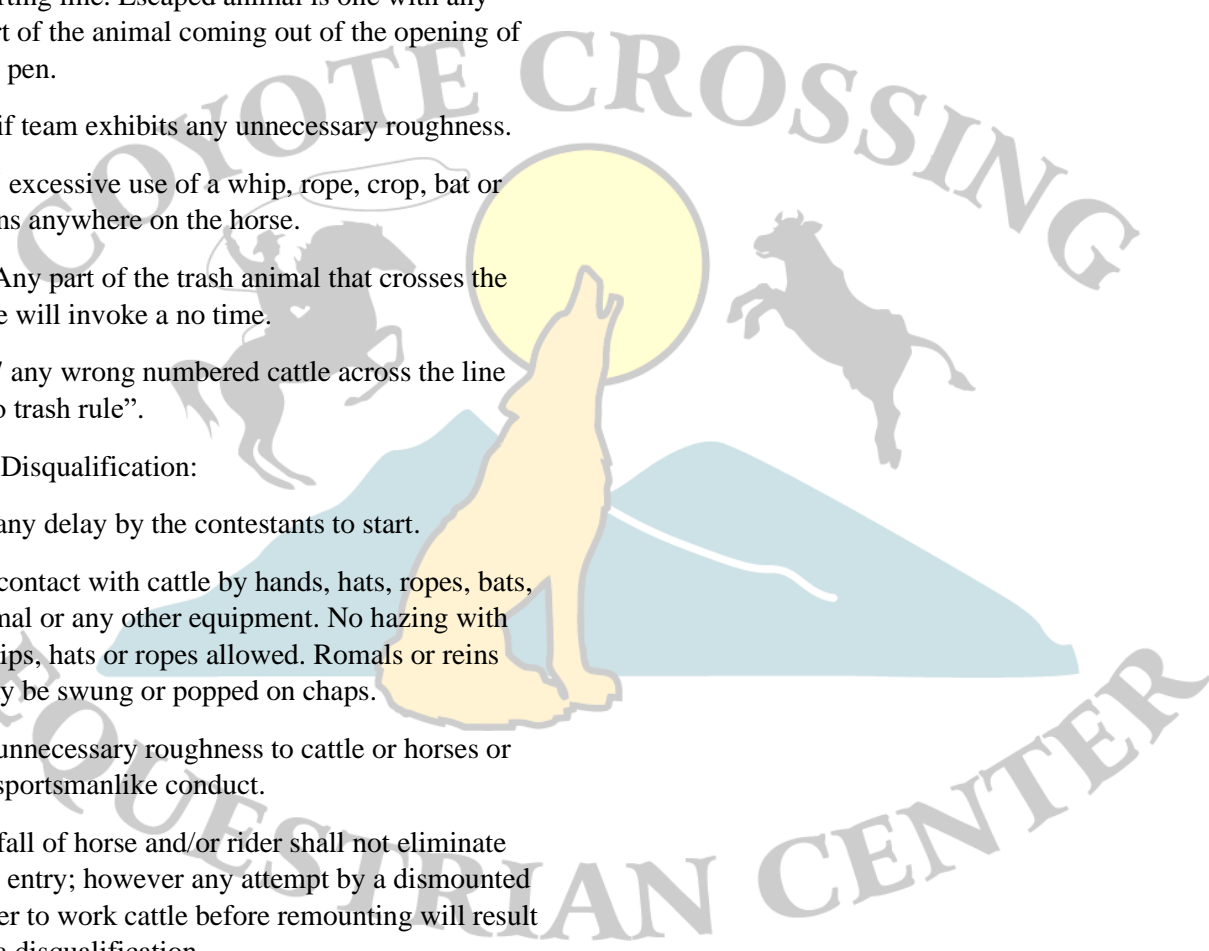 rting line. Escaped animal is one with any
rt of the animal coming out of the opening of
pen.
if team exhibits any unnecessary roughness.
excessive use of a whip, rope, crop, bat or
ns anywhere on the horse.
Any part of the trash animal that crosses the
e will invoke a no time.
any wrong numbered cattle across the line
o trash rule”.
Disqualification:
any delay by the contestants to start.
contact with cattle by hands, hats, ropes, bats,
mal or any other equipment. No hazing with
ips, hats or ropes allowed. Romals or reins
y be swung or popped on chaps.
unnecessary roughness to cattle or horses or
sportsmanlike conduct.
fall of horse and/or rider shall not eliminate
entry; however any attempt by a dismounted
er to work cattle before remounting will result
a disqualification.
COYOTE CROSSING
EQUESTRIAN CENTER